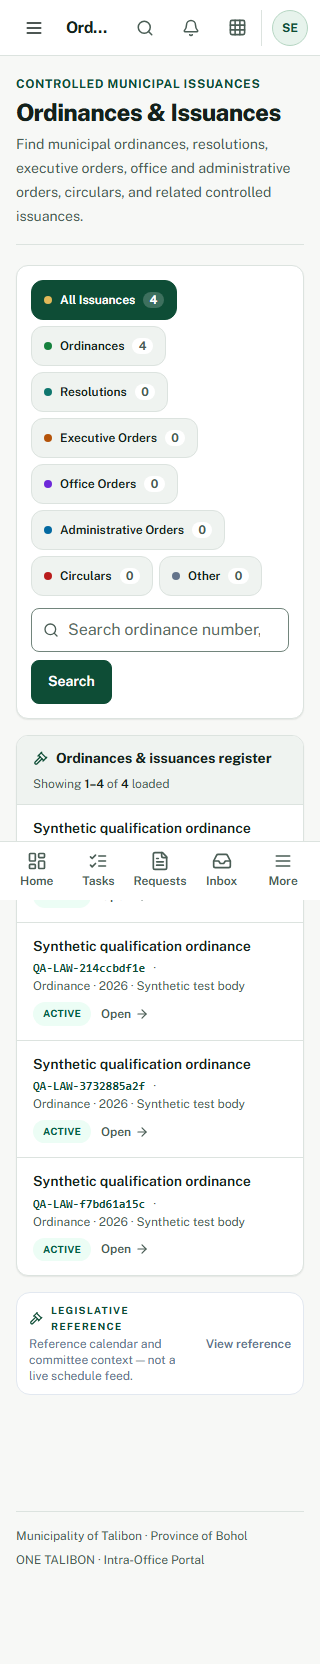 Ord...
SE
CONTROLLED MUNICIPAL ISSUANCES
Ordinances & Issuances
Find municipal ordinances, resolutions,
executive orders, office and administrative
orders, circulars, and related controlled
issuances.
All Issuances 4
Ordinances 4
Resolutions 0
Executive Orders 0
Office Orders 0
Administrative Orders 0
Circulars 0 Other 0
Search ordinance number,
Search
Ordinances & issuances register
Showing 1–4 of 4 loaded
Synthetic qualification ordinance
Home Tasks Requests Inbox More
Synthetic qualification ordinance
QA-LAW-214ccbdf1e ·
Ordinance · 2026 · Synthetic test body
ACTIVE Open →
Synthetic qualification ordinance
QA-LAW-3732885a2f ·
Ordinance · 2026 · Synthetic test body
ACTIVE Open →
Synthetic qualification ordinance
QA-LAW-f7bd61a15c ·
Ordinance · 2026 · Synthetic test body
ACTIVE Open →
LEGISLATIVE
REFERENCE
Reference calendar and
committee context — not a
live schedule feed.
View reference
Municipality of Talibon · Province of Bohol
ONE TALIBON · Intra-Office Portal